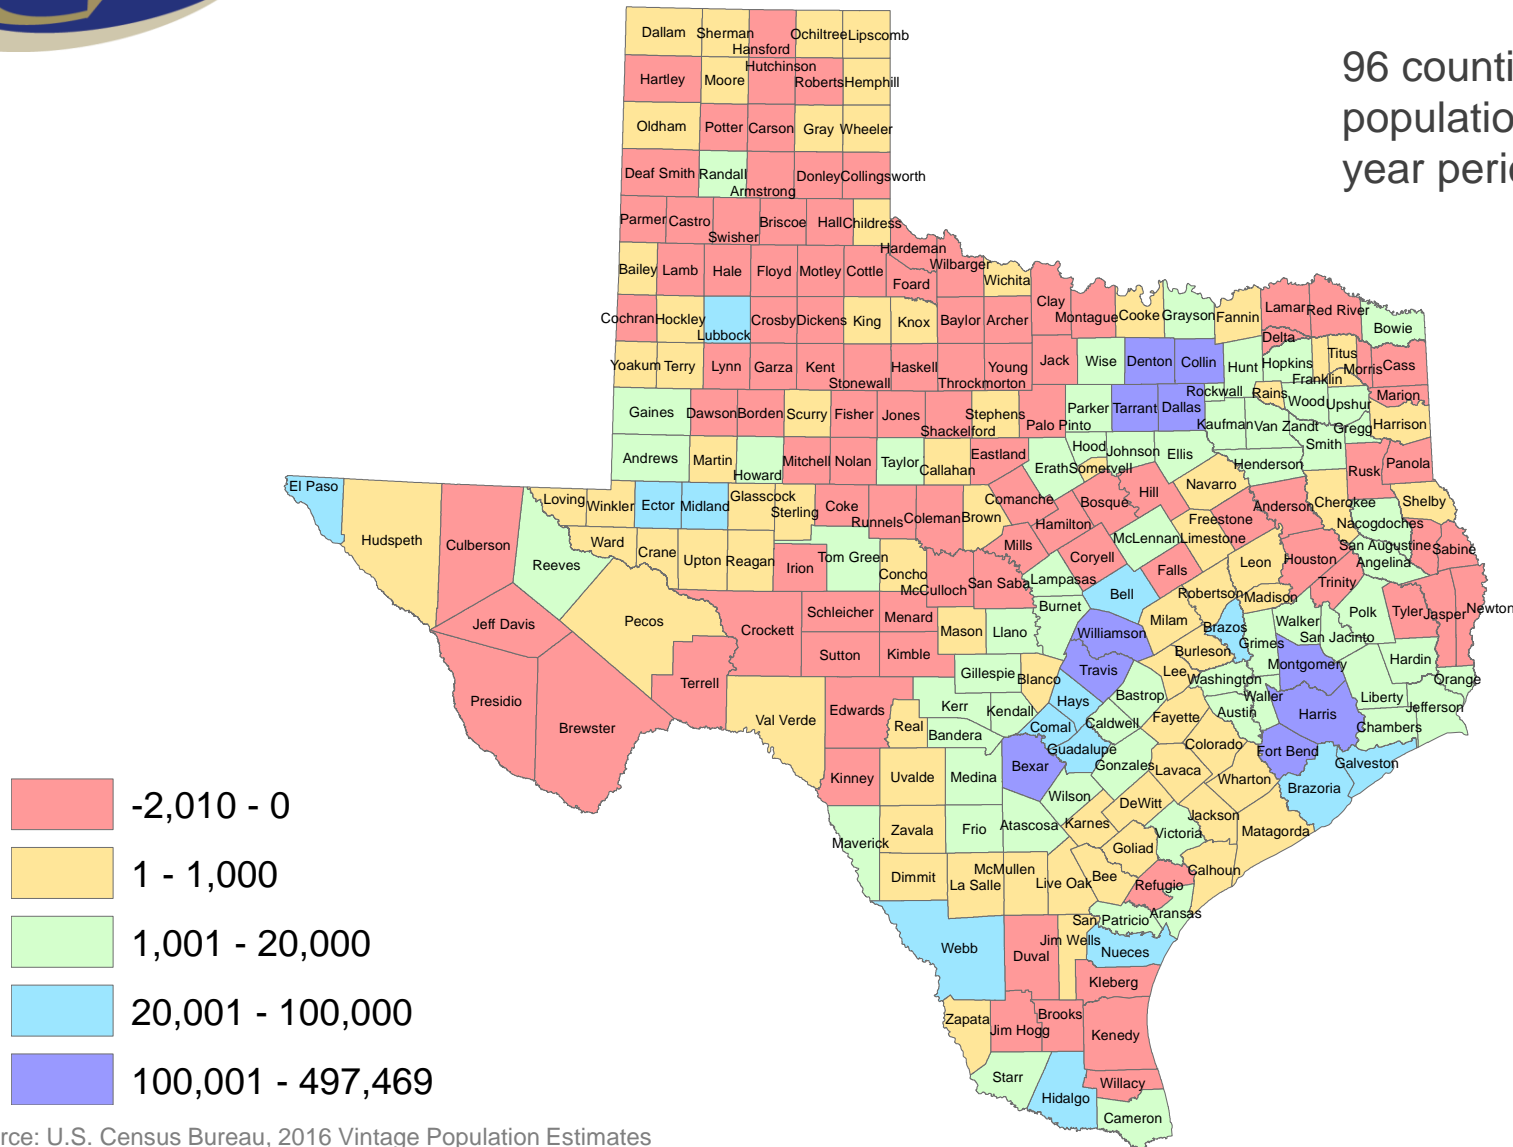 96 counti
populatio
year perio
Dallam Sherman Hansford Ochiltree Lipscomb
Hartley Moore Hutchinson Roberts Hemphill
Oldham Potter Carson Gray Wheeler
Deaf Smith Randall Armstrong Donley Collingsworth
Parmer Castro Swisher Briscoe Hall Childress
Hardeman Wilbarger
Bailey Lamb Hale Floyd Motley Cottle Foard Wichita Clay
Cochran Hockley Lubbock Crosby Dickens King Knox Baylor Archer Montague Cooke Grayson Fannin Lamar Red River Bowie
Delta
Yoakum Terry Lynn Garza Kent Stonewall Haskell Throckmorton Young Jack Wise Denton Collin Hunt Hopkins Franklin Titus Morris Cass
Gaines Dawson Borden Scurry Fisher Jones Shackelford Stephens Palo Pinto Parker Tarrant Dallas Rockwall Rains Wood Upshur Marion
Kaufman Van Zandt Gregg Harrison
Andrews Martin Howard Mitchell Nolan Taylor Callahan Eastland Erath Hood Somervell Johnson Ellis Henderson Smith Rusk Panola
El Paso Hudspeth Culberson Reeves Loving Winkler Ector Midland Glasscock Sterling Coke Runnels Coleman Brown Comanche Hamilton Bosque Hill Navarro Freestone Anderson Cherokee Nacogdoches Shelby
Ward Crane Upton Reagan Irion Tom Green Concho McCulloch San Saba Mills Lampasas Coryell McLennan Limestone Falls Leon Houston Trinity San Augustine Angelina Sabine
Jeff Davis Pecos Crockett Schleicher Menard Mason Llano Burnet Bell Milam Robertson Madison Brazos Walker Polk Tyler Jasper Newton
Sutton Kimble Williamson Burleson Grimes San Jacinto Montgomery Hardin Orange
Presidio Brewster Terrell Val Verde Edwards Gillespie Blanco Travis Lee Washington Waller Liberty
Real Kerr Kendall Hays Bastrop Fayette Austin Harris Jefferson
Bandera Comal Caldwell Chambers
Kinney Uvalde Medina Bexar Guadalupe Gonzales Lavaca Colorado Fort Bend Galveston
Wilson Wharton Brazoria
Maverick Zavala Frio Atascosa Karnes DeWitt Jackson Matagorda
Goliad Victoria
Dimmit La Salle McMullen Live Oak Bee Refugio Calhoun
San Patricio Aransas
Webb Duval Jim Wells Nueces
Kleberg
Zapata Jim Hogg Brooks Kenedy
Starr Hidalgo Willacy
Cameron
-2,010 - 0
1 - 1,000
1,001 - 20,000
20,001 - 100,000
100,001 - 497,469
rce: U.S. Census Bureau, 2016 Vintage Population Estimates